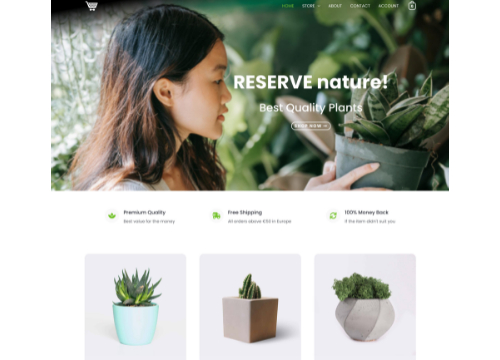 HOME STORE ABOUT CONTACT ACCOUNT
RESERVE nature!
Best Quality Plants
SHOP NOW
Premium Quality
Best value for the money
Free Shipping
All orders above €50 in Europe
100% Money Back
If the item didn't suit you